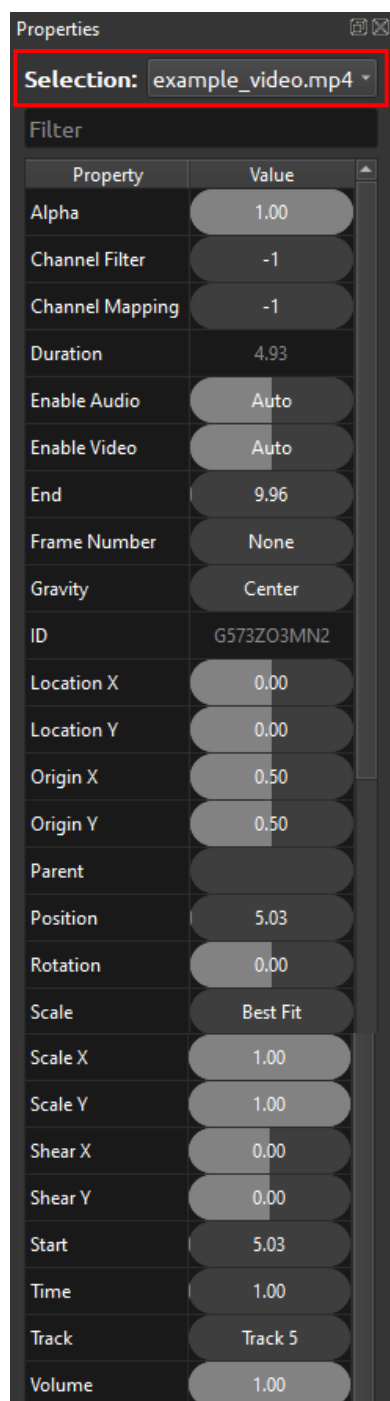 Properties
Selection: example_video.mp4
Filter
Property Value
Alpha 1.00
Channel Filter -1
Channel Mapping -1
Duration 4.93
Enable Audio Auto
Enable Video Auto
End 9.96
Frame Number None
Gravity Center
ID G573ZO3MN2
Location X 0.00
Location Y 0.00
Origin X 0.50
Origin Y 0.50
Parent
Position 5.03
Rotation 0.00
Scale Best Fit
Scale X 1.00
Scale Y 1.00
Shear X 0.00
Shear Y 0.00
Start 5.03
Time 1.00
Track Track 5
Volume 1.00